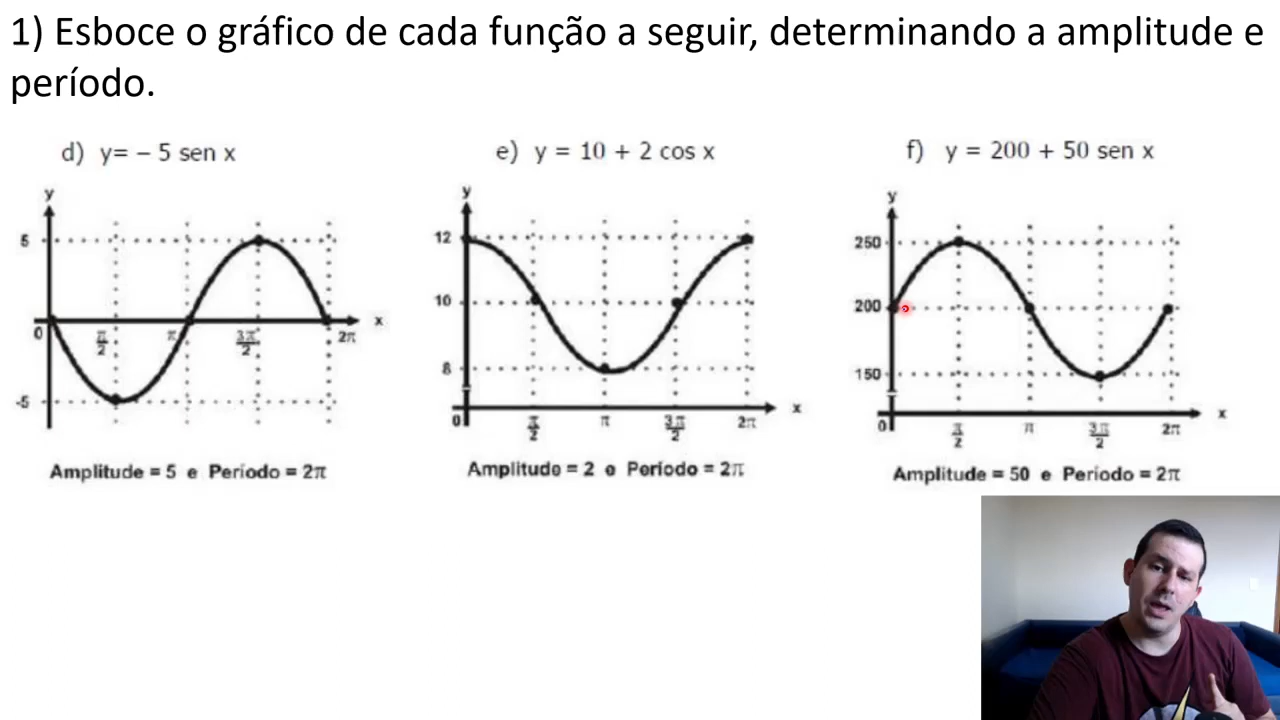 1) Esboce o gráfico de cada função a seguir, determinando a amplitude e
período.
d) y= – 5 sen x
y
5
0
π/2
π
3π/2
2π
x
-5
Amplitude = 5 e Período = 2π
e) y = 10 + 2 cos x
y
12
10
8
0
π/2
π
3π/2
2π
x
Amplitude = 2 e Período = 2π
f) y = 200 + 50 sen x
y
250
200
150
0
π/2
π
3π/2
2π
x
Amplitude = 50 e Período = 2π